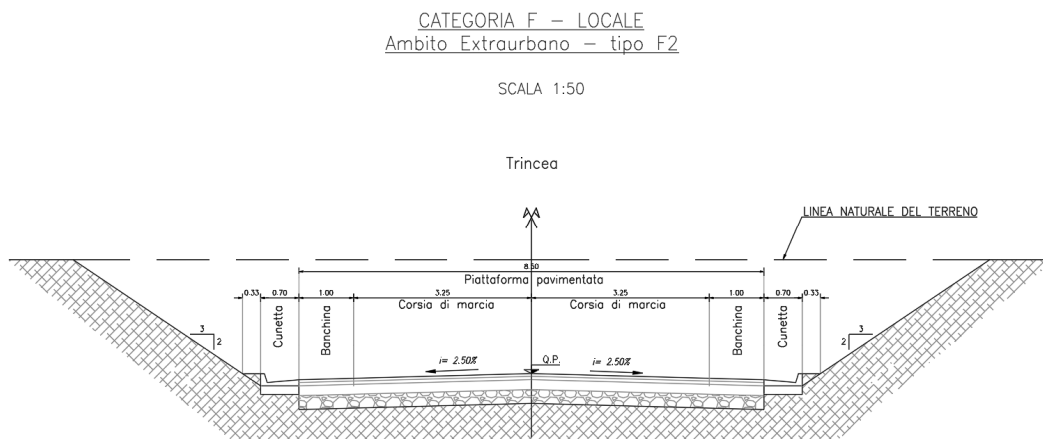 CATEGORIA F – LOCALE
Ambito Extraurbano – tipo F2
SCALA 1:50
Trincea
LINEA NATURALE DEL TERRENO
8.50
Piattaforma pavimentata
0.33 0.70 1.00 3.25 3.25 1.00 0.70 0.33
Cunetta Banchina Corsia di marcia Corsia di marcia Banchina Cunetta
3 3
2 2
i= 2.50% Q.P. i= 2.50%